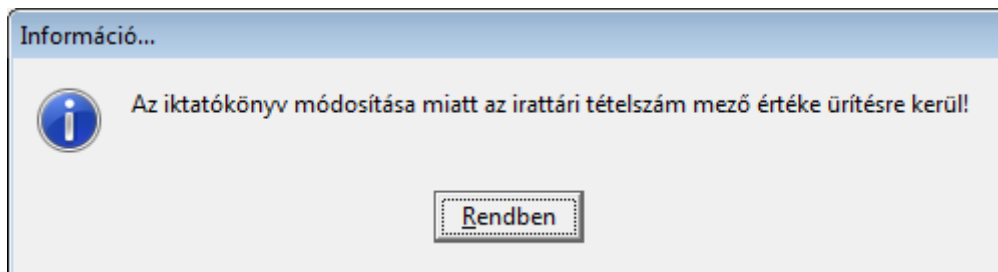 Információ...
Az iktatókönyv módosítása miatt az irattári tételszám mező értéke ürítésre kerül!
Rendben